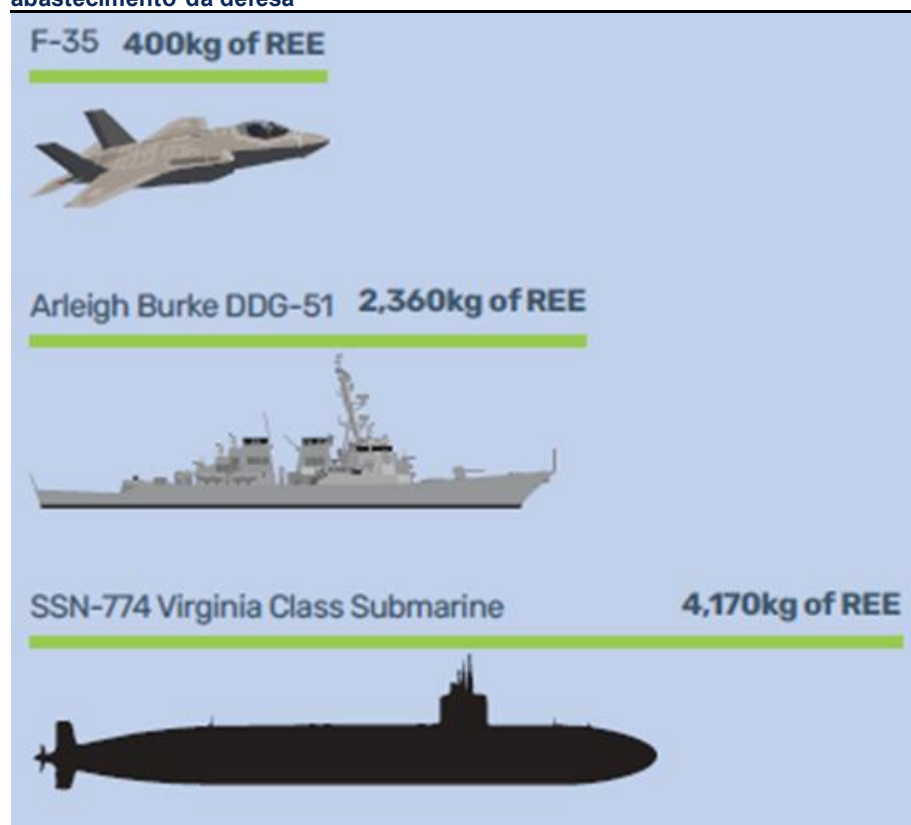 abastecimento da defesa
F-35 400kg of REE
Arleigh Burke DDG-51 2,360kg of REE
SSN-774 Virginia Class Submarine 4,170kg of REE